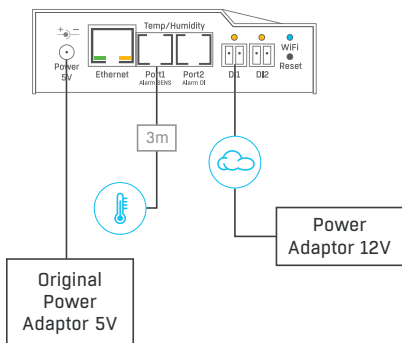 Temp/Humidity
+ –
Power
5V
Ethernet
Port1
Alarm SENS
Port2
Alarm DI
DI1
DI2
WiFi
Reset
3m
Power
Adaptor 12V
Original
Power
Adaptor 5V